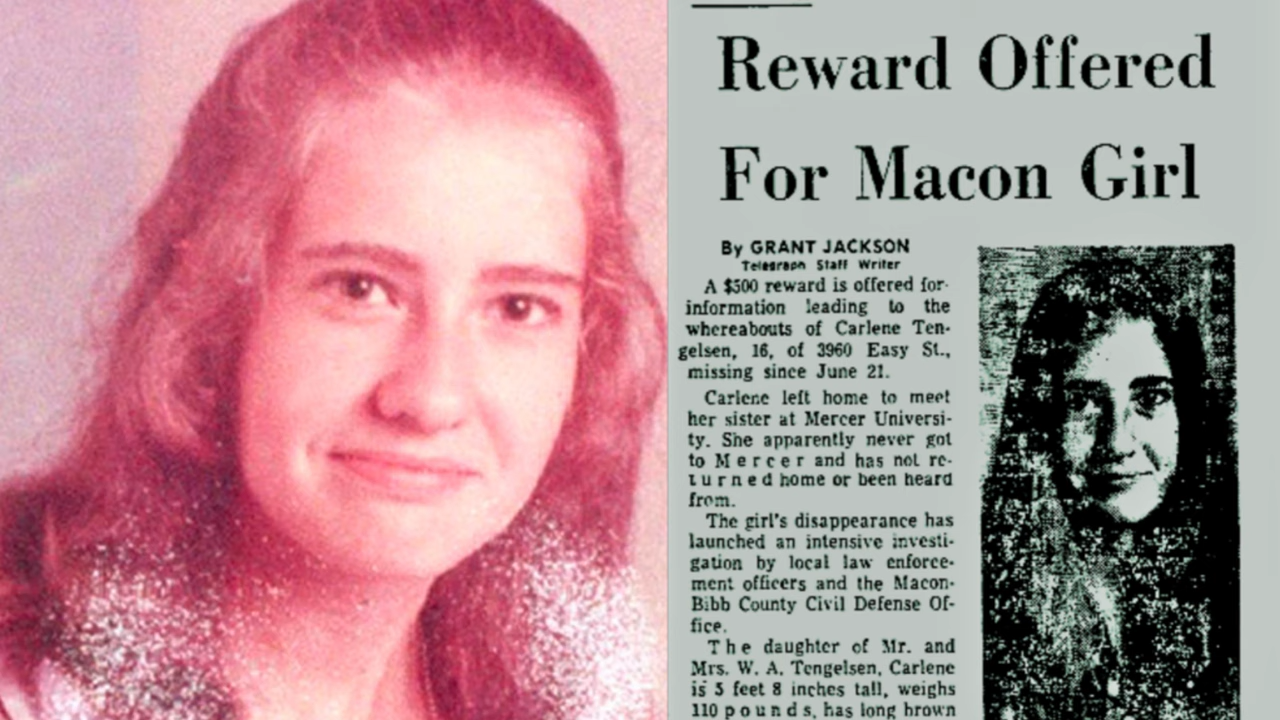 Reward Offered
For Macon Girl
By GRANT JACKSON
Telegraph Staff Writer
A $500 reward is offered for
information leading to the
whereabouts of Carlene Ten-
gelsen, 16, of 3960 Easy St.,
missing since June 21.
Carlene left home to meet
her sister at Mercer Universi-
ty. She apparently never got
to Mercer and has not re-
turned home or been heard
from.
The girl's disappearance has
launched an intensive investi-
gation by local law enforce-
ment officers and the Macon-
Bibb County Civil Defense Of-
fice.
The daughter of Mr. and
Mrs. W. A. Tengelsen, Carlene
is 5 feet 8 inches tall, weighs
110 pounds, has long brown